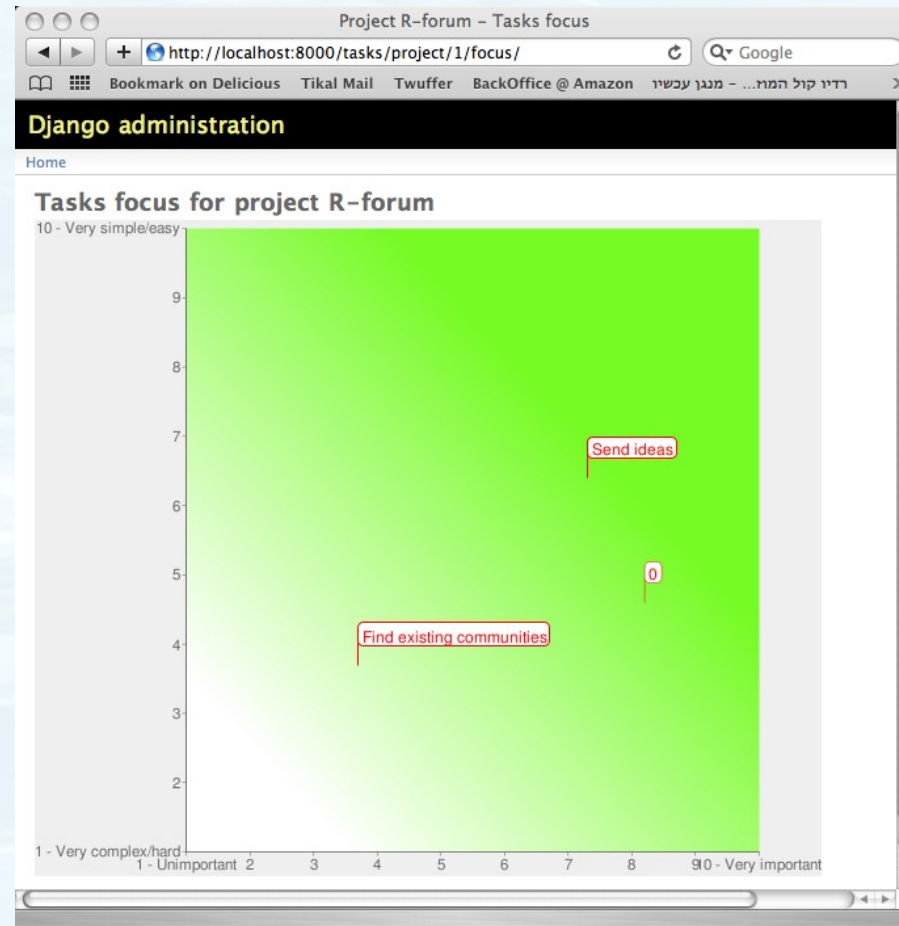 Project R-forum – Tasks focus
http://localhost:8000/tasks/project/1/focus/
Google
Bookmark on Delicious Tikal Mail Twuffer BackOffice @ Amazon רדיו קול המוז... – מנגן עכשיו
Django administration
Home
Tasks focus for project R-forum
10 - Very simple/easy
9
8
7
Send ideas
6
5
0
4
Find existing communities
3
2
1 - Very complex/hard
1 - Unimportant 2 3 4 5 6 7 8 9 10 - Very important